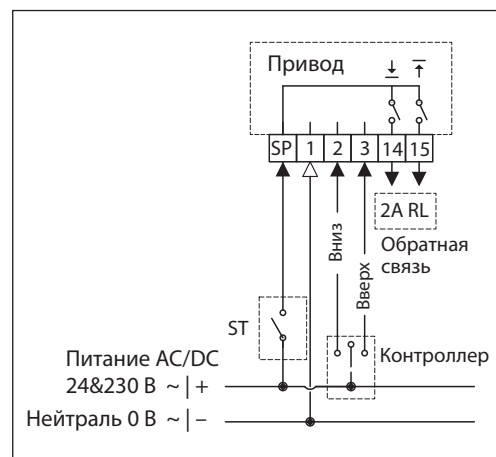 Привод
SP 1 2 3 14 15
2A RL
Обратная
связь
Вниз
Вверх
ST
Контроллер
Питание AC/DC
24&230 В ~ | +
Нейтраль 0 В ~ | −